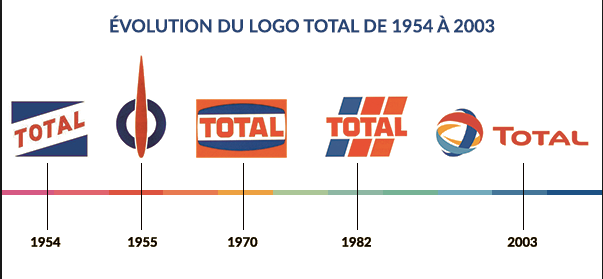 ÉVOLUTION DU LOGO TOTAL DE 1954 À 2003
TOTAL
TOTAL
TOTAL
TOTAL
1954
1955
1970
1982
2003